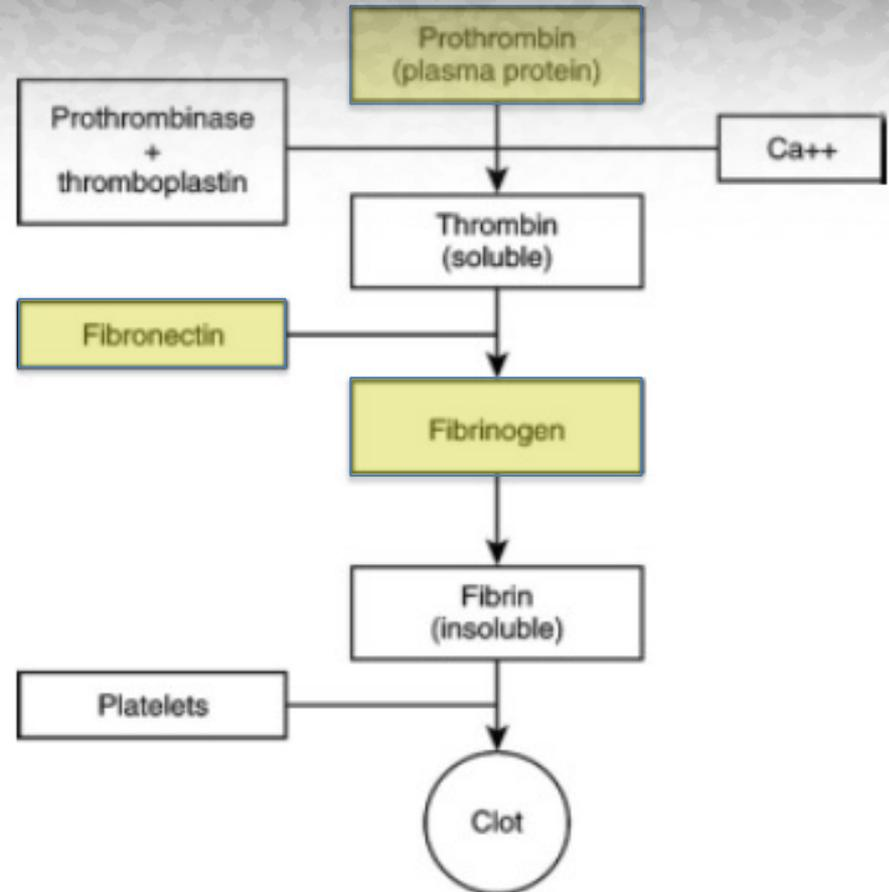 Prothrombin
(plasma protein)
Prothrombinase
+
thromboplastin
Ca++
Thrombin
(soluble)
Fibronectin
Fibrinogen
Fibrin
(insoluble)
Platelets
Clot